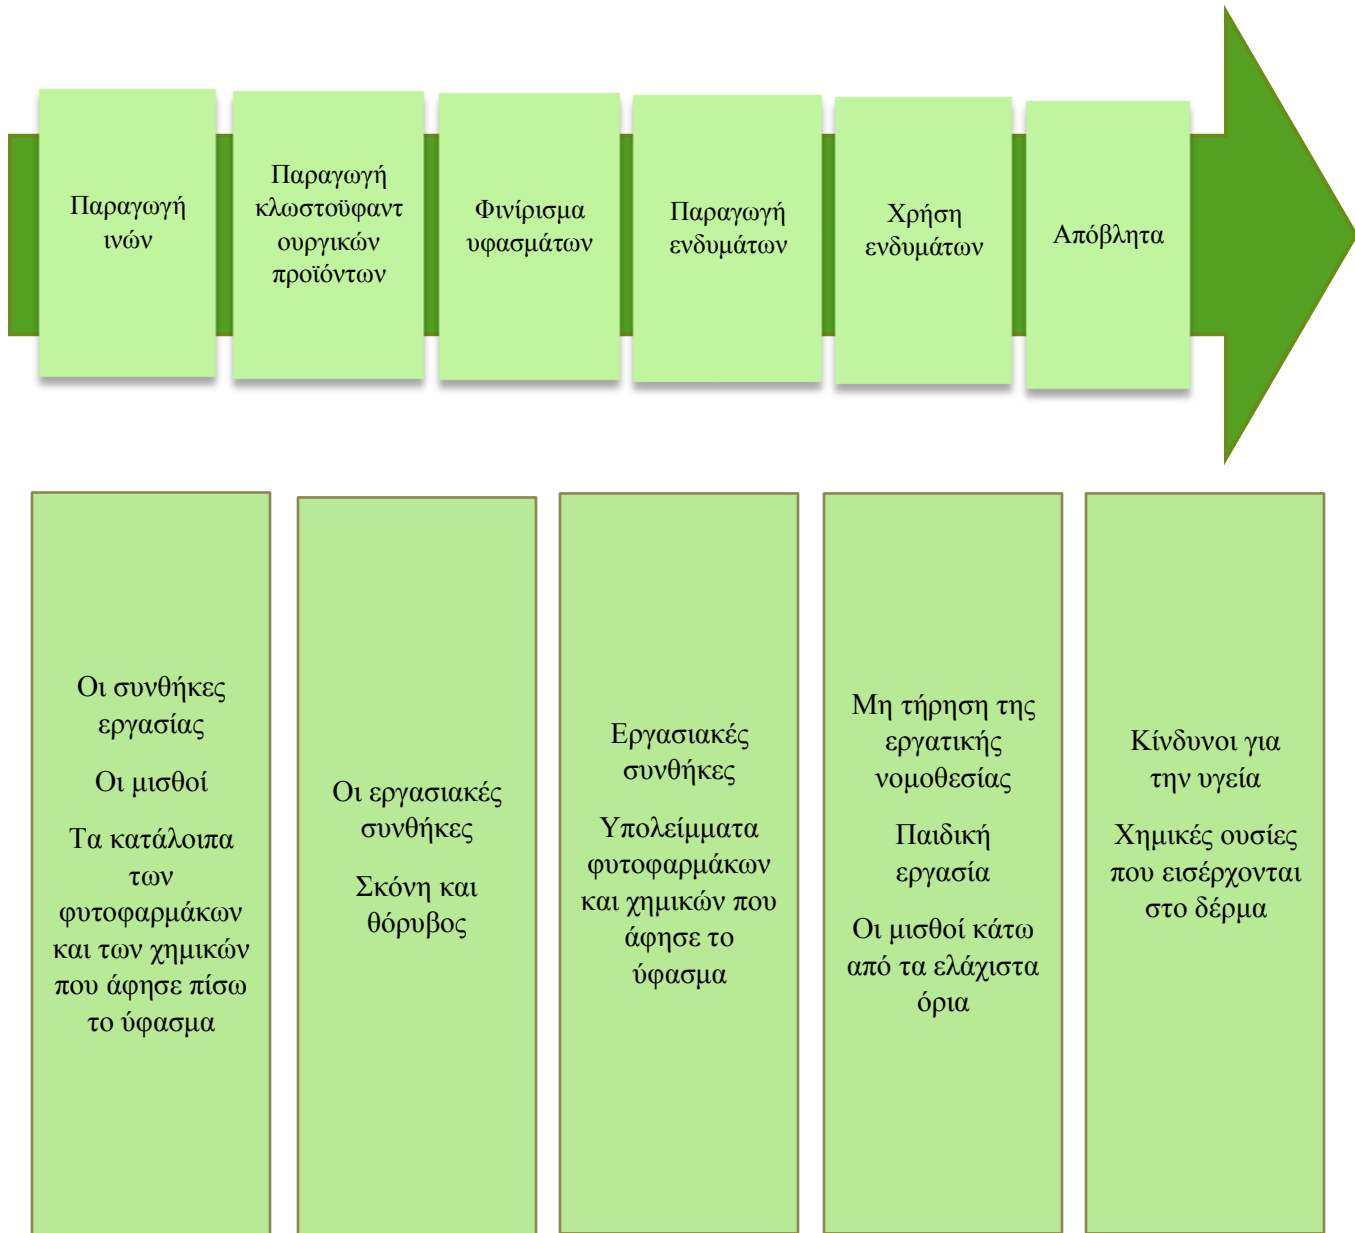 Παραγωγή
ινών
Παραγωγή
κλωστοϋφαντ
ουργικών
προϊόντων
Φινίρισμα
υφασμάτων
Παραγωγή
ενδυμάτων
Χρήση
ενδυμάτων
Απόβλητα
Οι συνθήκες
εργασίας
Οι μισθοί
Τα κατάλοιπα
των
φυτοφαρμάκων
και των χημικών
που άφησε πίσω
το ύφασμα
Οι εργασιακές
συνθήκες
Σκόνη και
θόρυβος
Εργασιακές
συνθήκες
Υπολείμματα
φυτοφαρμάκων
και χημικών που
άφησε το
ύφασμα
Μη τήρηση της
εργατικής
νομοθεσίας
Παιδική
εργασία
Οι μισθοί κάτω
από τα ελάχιστα
όρια
Κίνδυνοι για
την υγεία
Χημικές ουσίες
που εισέρχονται
στο δέρμα